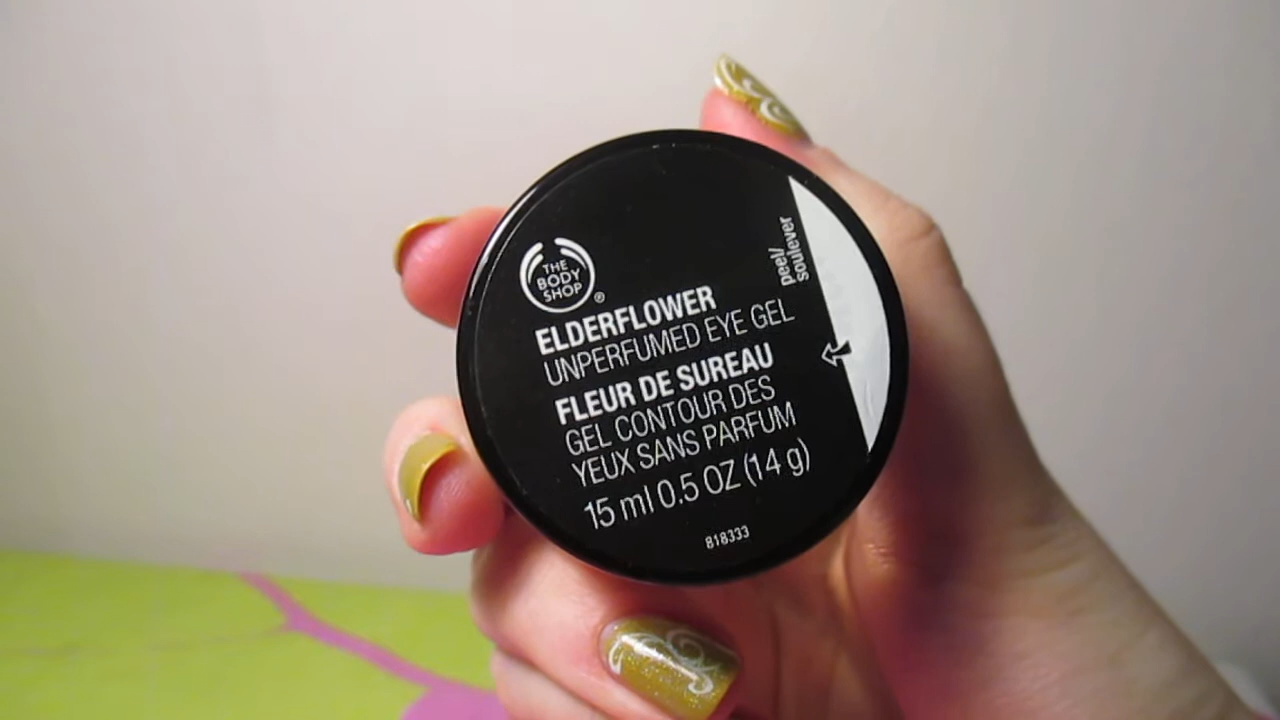 THE
BODY
SHOP
®
ELDERFLOWER
UNPERFUMED EYE GEL
FLEUR DE SUREAU
GEL CONTOUR DES
YEUX SANS PARFUM
15 ml 0.5 OZ (14 g)
818333
peel/
soulever